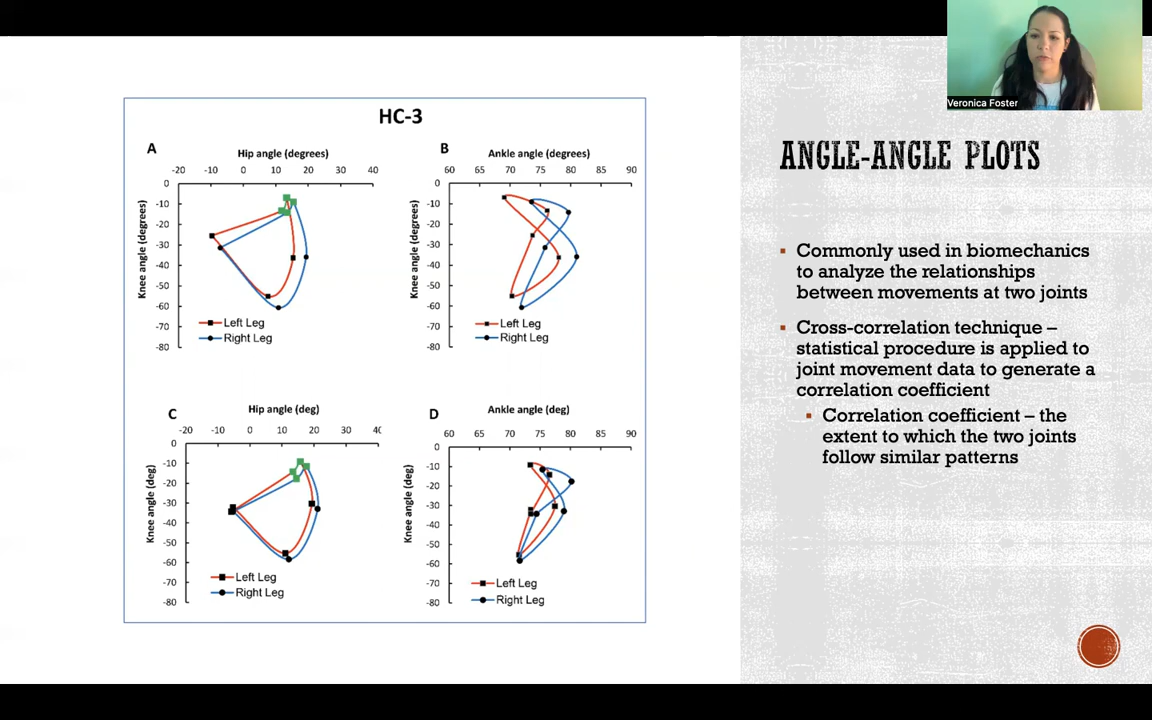 Veronica Foster
HC-3
A
Hip angle (degrees)
-20 -10 0 10 20 30 40
Knee angle (degrees)
0
-10
-20
-30
-40
-50
-60
-70
-80
Left Leg
Right Leg
B
Ankle angle (degrees)
60 65 70 75 80 85 90
Knee angle (degrees)
0
-10
-20
-30
-40
-50
-60
-70
-80
Left Leg
Right Leg
C
Hip angle (deg)
-20 -10 0 10 20 30 40
Knee angle (deg)
0
-10
-20
-30
-40
-50
-60
-70
-80
Left Leg
Right Leg
D
Ankle angle (deg)
60 65 70 75 80 85 90
Knee angle (deg)
0
-10
-20
-30
-40
-50
-60
-70
-80
Left Leg
Right Leg
ANGLE-ANGLE PLOTS
Commonly used in biomechanics
to analyze the relationships
between movements at two joints
Cross-correlation technique –
statistical procedure is applied to
joint movement data to generate a
correlation coefficient
Correlation coefficient – the
extent to which the two joints
follow similar patterns